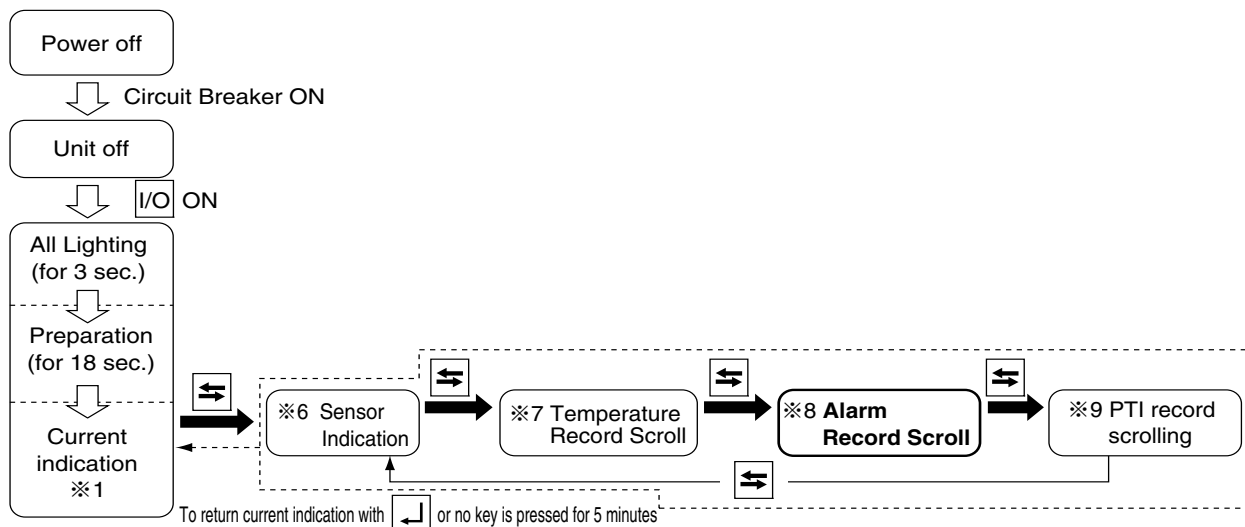 Power off
Circuit Breaker ON
Unit off
I/O ON
All Lighting
(for 3 sec.)
Preparation
(for 18 sec.)
Current
indication
※1
※6 Sensor
Indication
※7 Temperature
Record Scroll
※8 Alarm
Record Scroll
※9 PTI record
scrolling
To return current indication with ↵ or no key is pressed for 5 minutes